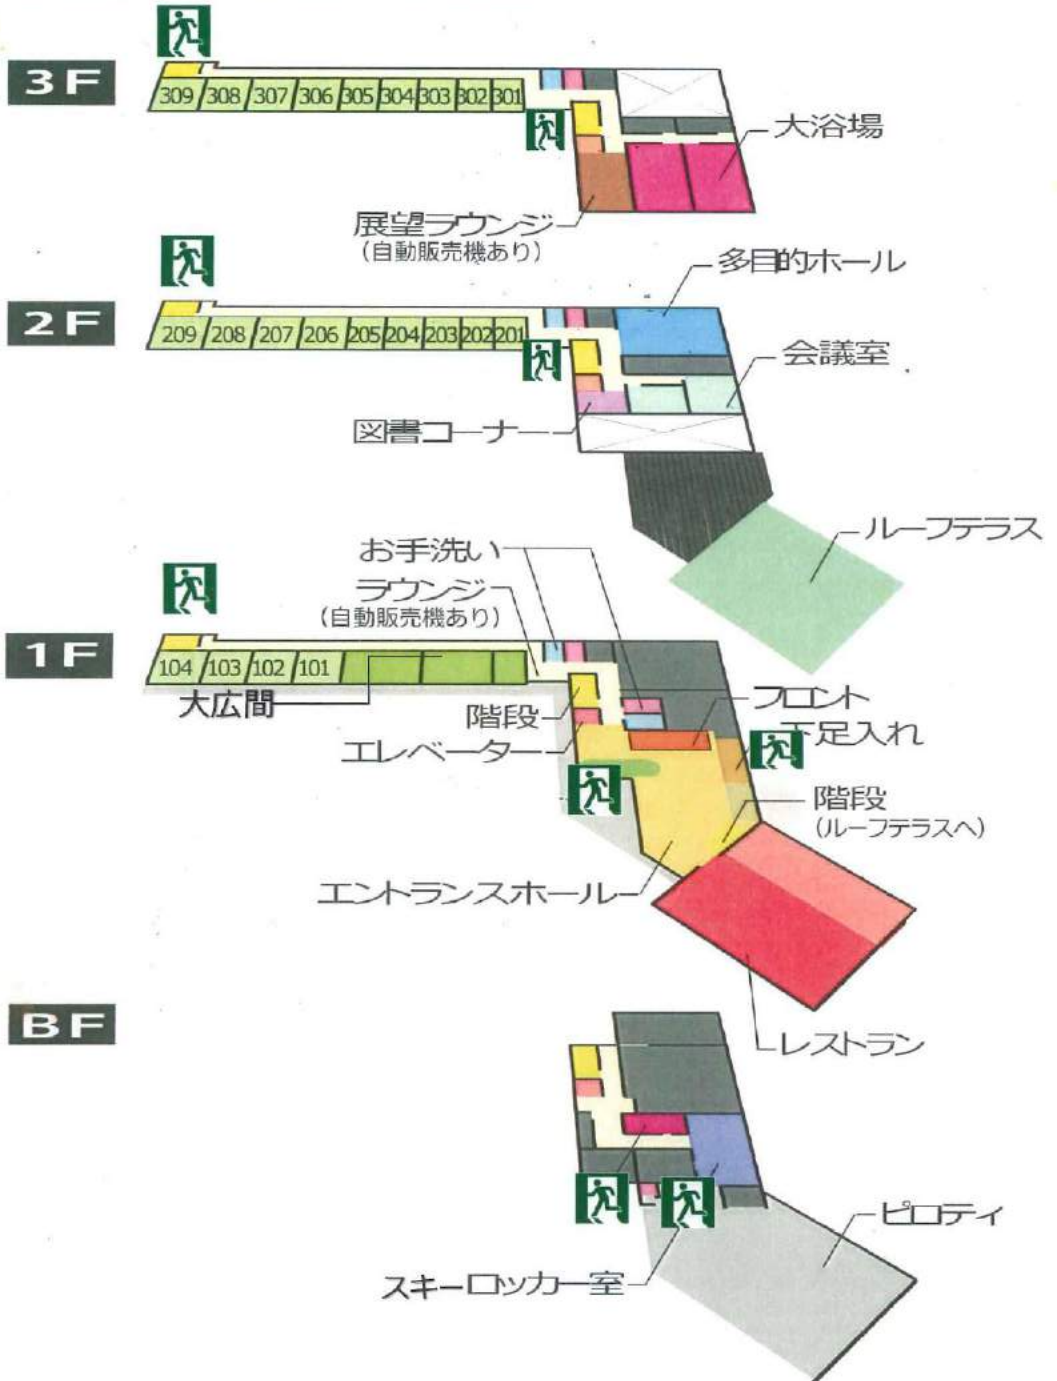 3F
309 308 307 306 305 304 303 302 301
大浴場
展望ラウンジ
(自動販売機あり)
多目的ホール
2F
209 208 207 206 205 204 203 202 201
会議室
図書コーナー
ルーフテラス
お手洗い
ラウンジ
(自動販売機あり)
1F
104 103 102 101
大広間
階段
フロント
エレベーター
下足入れ
階段
(ルーフテラスへ)
エントランスホール
BF
レストラン
ピロティ
スキーロッカー室